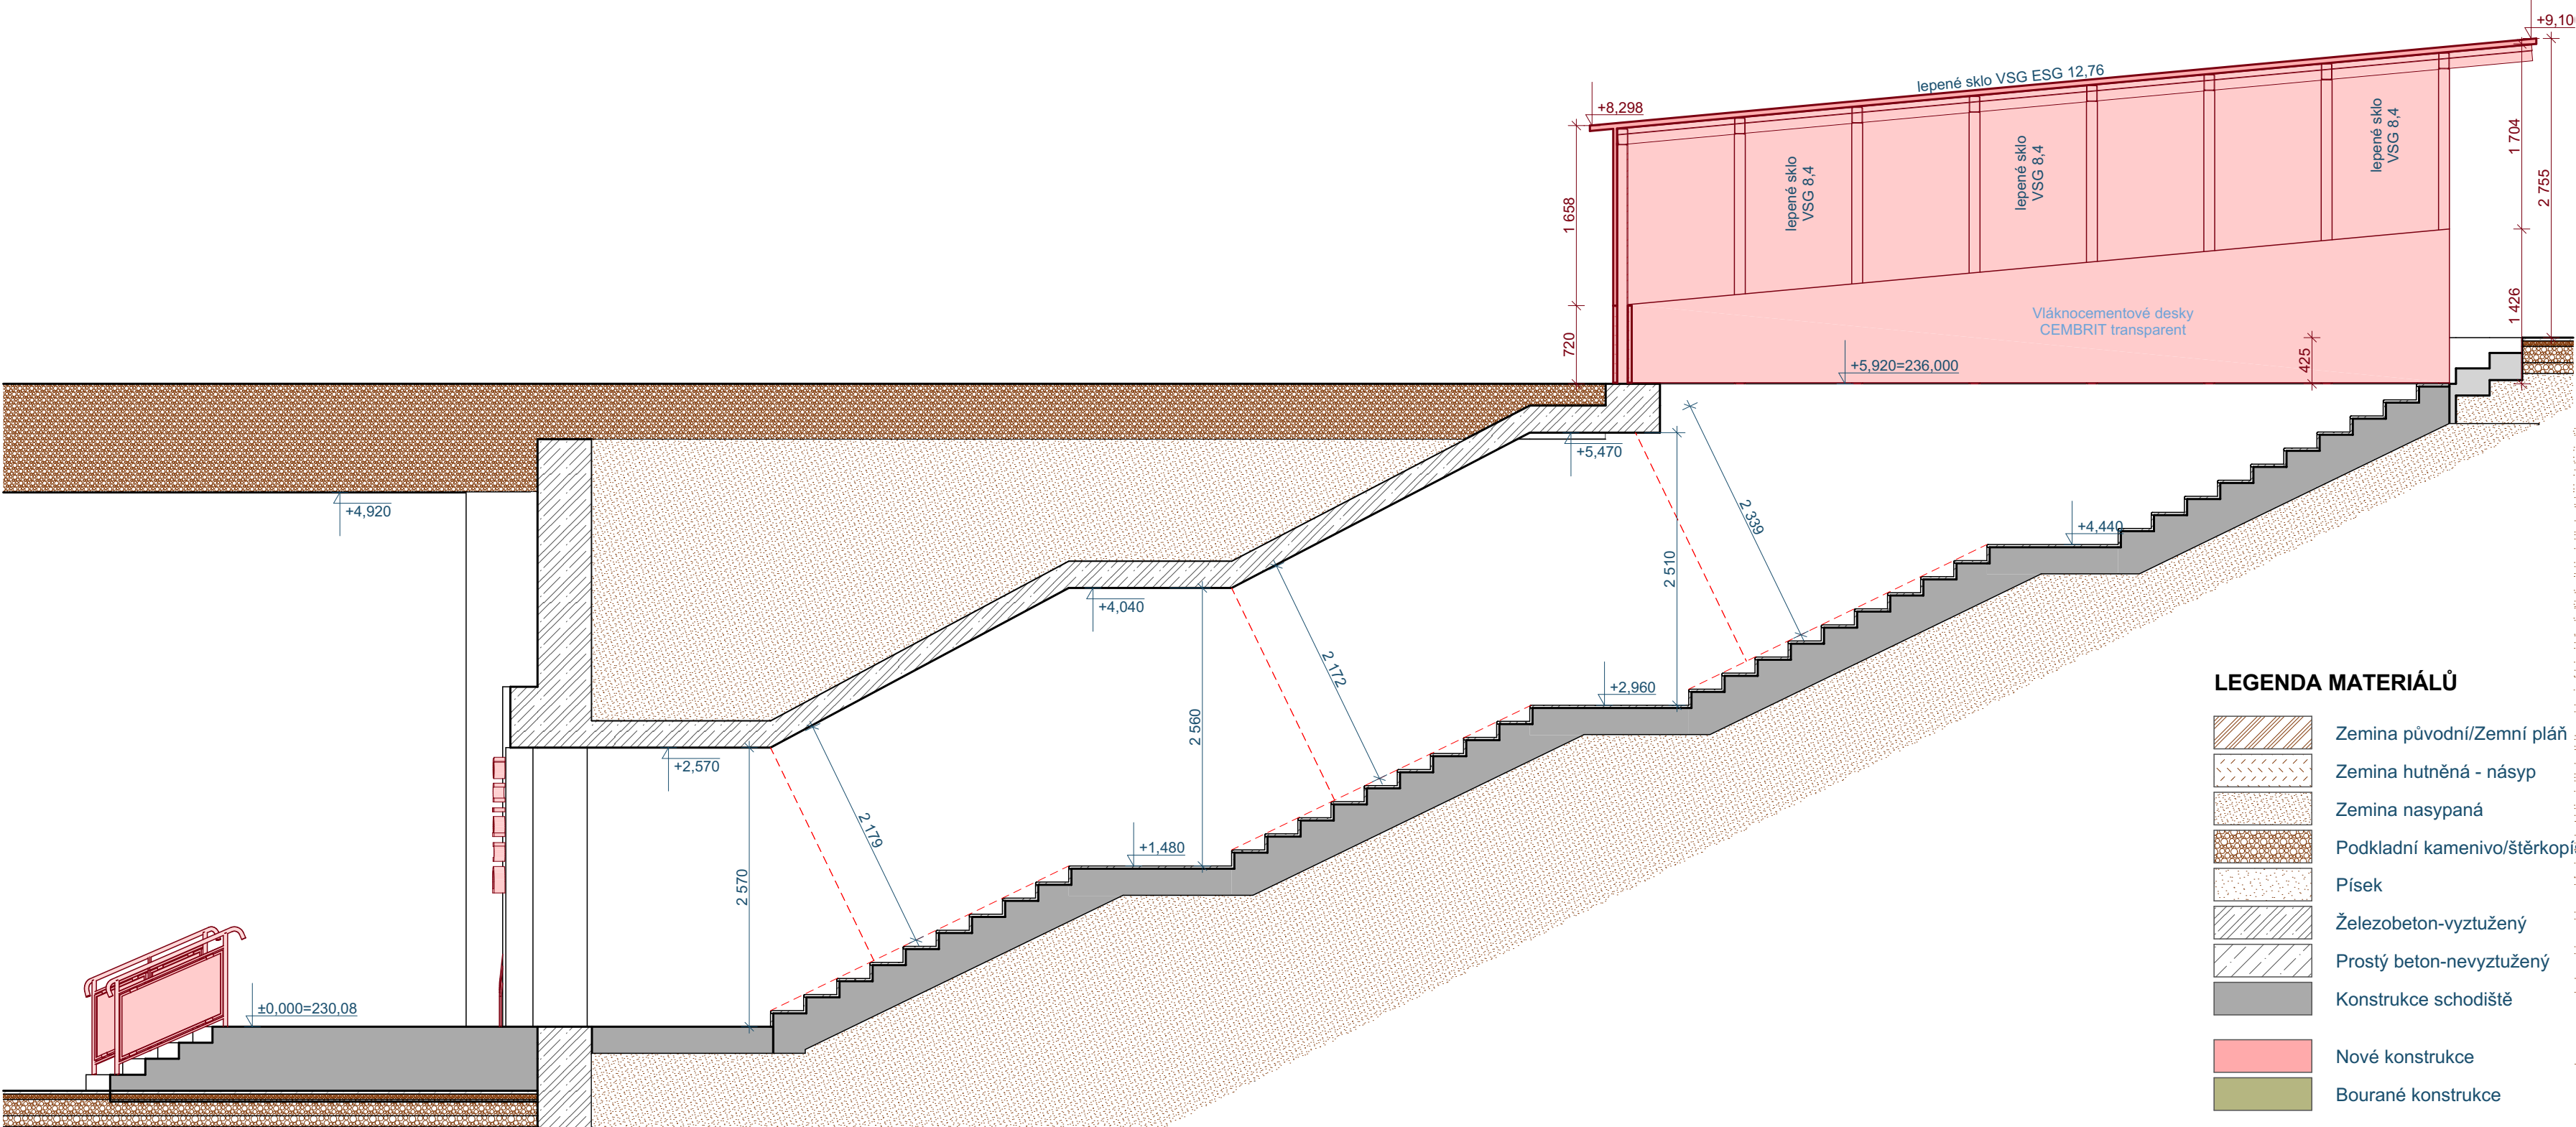 +9,10
lepené sklo VSG ESG 12,76
+8,298
lepené sklo
VSG 8,4
lepené sklo
VSG 8,4
lepené sklo
VSG 8,4
1 704
2 755
1 658
1 426
720
425
Vláknocementové desky
CEMBRIT transparent
+5,920=236,000
+5,470
+4,920
2 339
+4,440
2 510
+4,040
2 172
+2,960
2 560
+2,570
2 179
+1,480
2 570
±0,000=230,08
LEGENDA MATERIÁLŮ
Zemina původní/Zemní pláň
Zemina hutněná - násyp
Zemina nasypaná
Podkladní kamenivo/štěrkopí
Písek
Železobeton-vyztužený
Prostý beton-nevyztužený
Konstrukce schodiště
Nové konstrukce
Bourané konstrukce